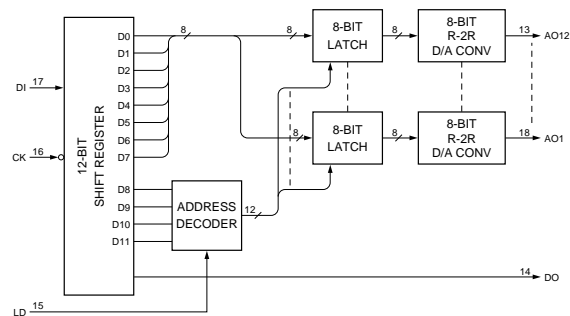 D0
D1
D2
D3
D4
D5
D6
D7
D8
D9
D10
D11
12-BIT
SHIFT REGISTER
DI 17
CK 16
LD 15
8
8
8-BIT
LATCH
8
8-BIT
R-2R
D/A CONV
13
AO12
8
8-BIT
LATCH
8
8-BIT
R-2R
D/A CONV
18
AO1
ADDRESS
DECODER
12
14
DO